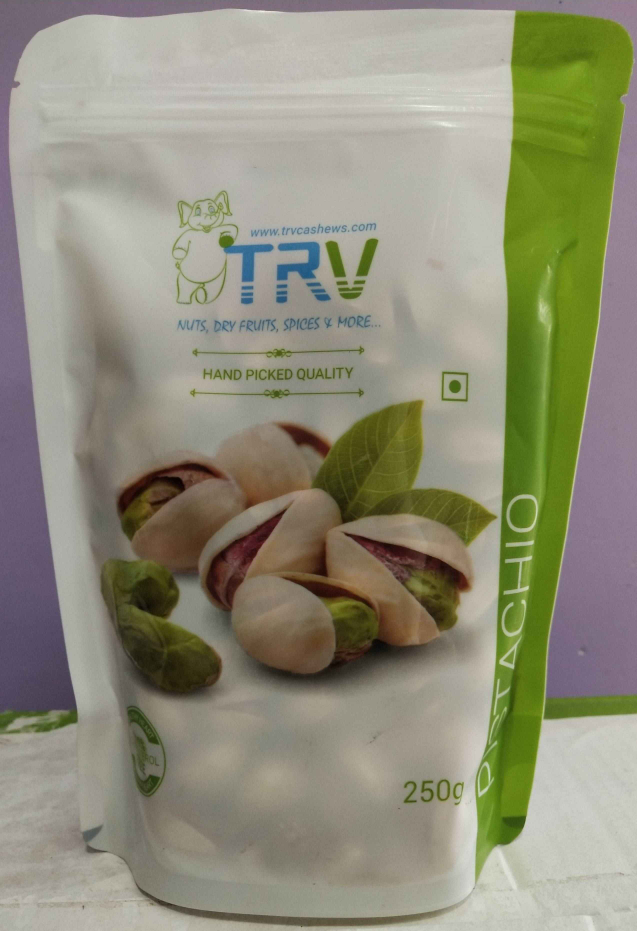 www.trvcashews.com
TRV
NUTS, DRY FRUITS, SPICES & MORE...
HAND PICKED QUALITY
PISTACHIO
250g